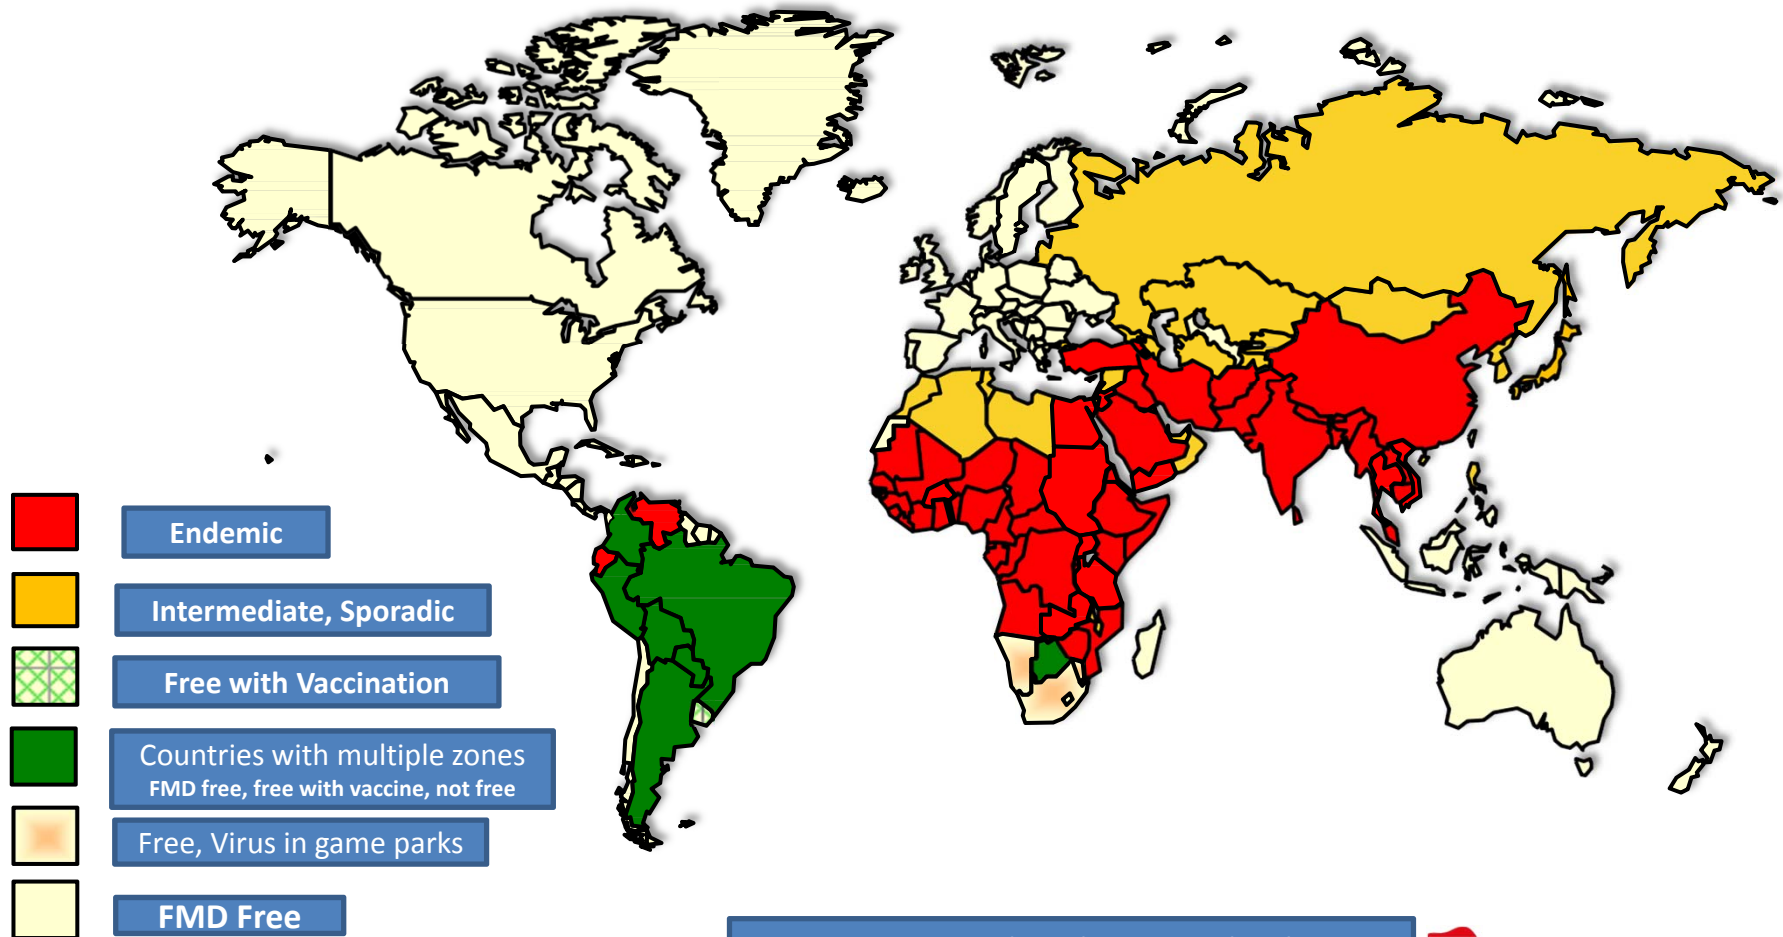 Endemic
Intermediate, Sporadic
Free with Vaccination
Countries with multiple zones
FMD free, free with vaccine, not free
Free, Virus in game parks
FMD Free